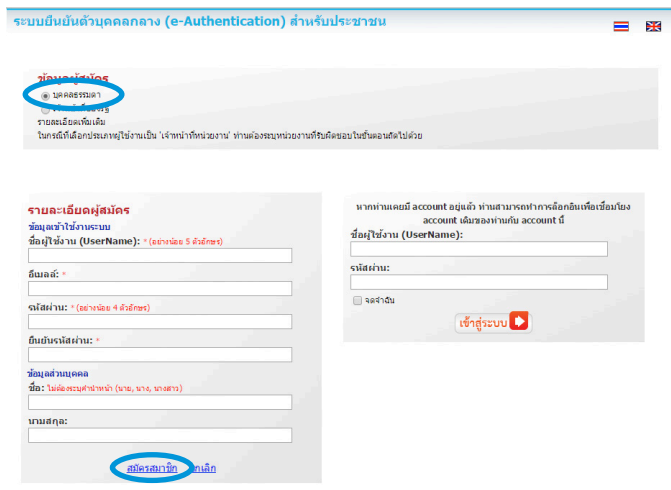 ระบบยืนยันตัวบุคคลกลาง (e-Authentication) สำหรับประชาชน
ข้อมูลผู้สมัคร
บุคคลธรรมดา
รายละเอียดเพิ่มเติม
ในกรณีที่เลือกประเภทผู้ใช้งานเป็น 'เจ้าหน้าที่หน่วยงาน' ท่านต้องระบุหน่วยงานที่รับผิดชอบในขั้นตอนถัดไปด้วย
รายละเอียดผู้สมัคร
ข้อมูลเข้าใช้งานระบบ
ชื่อผู้ใช้งาน (UserName): * (อย่างน้อย 5 ตัวอักษร)
อีเมลล์: *
รหัสผ่าน: * (อย่างน้อย 4 ตัวอักษร)
ยืนยันรหัสผ่าน: *
ข้อมูลส่วนบุคคล
ชื่อ: ไม่ต้องระบุคำนำหน้า (นาย, นาง, นางสาว)
นามสกุล:
สมัครสมาชิก ยกเลิก
หากท่านเคยมี account อยู่แล้ว ท่านสามารถทำการล็อกอินเพื่อเชื่อมโยง
account เดิมของท่านกับ account นี้
ชื่อผู้ใช้งาน (UserName):
รหัสผ่าน:
จดจำฉัน
เข้าสู่ระบบ